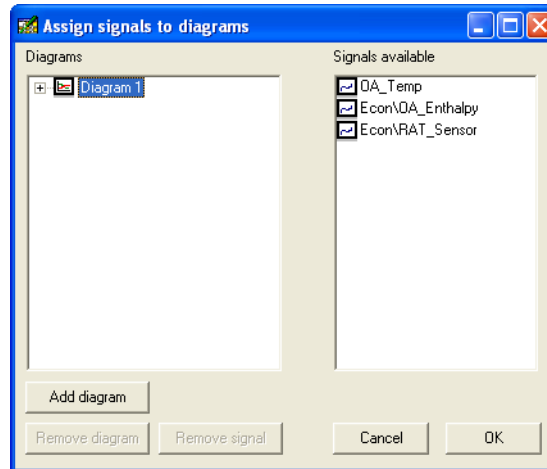 Assign signals to diagrams
Diagrams
Signals available
Diagram 1
OA_Temp
Econ\OA_Enthalpy
Econ\RAT_Sensor
Add diagram
Remove diagram
Remove signal
Cancel
OK